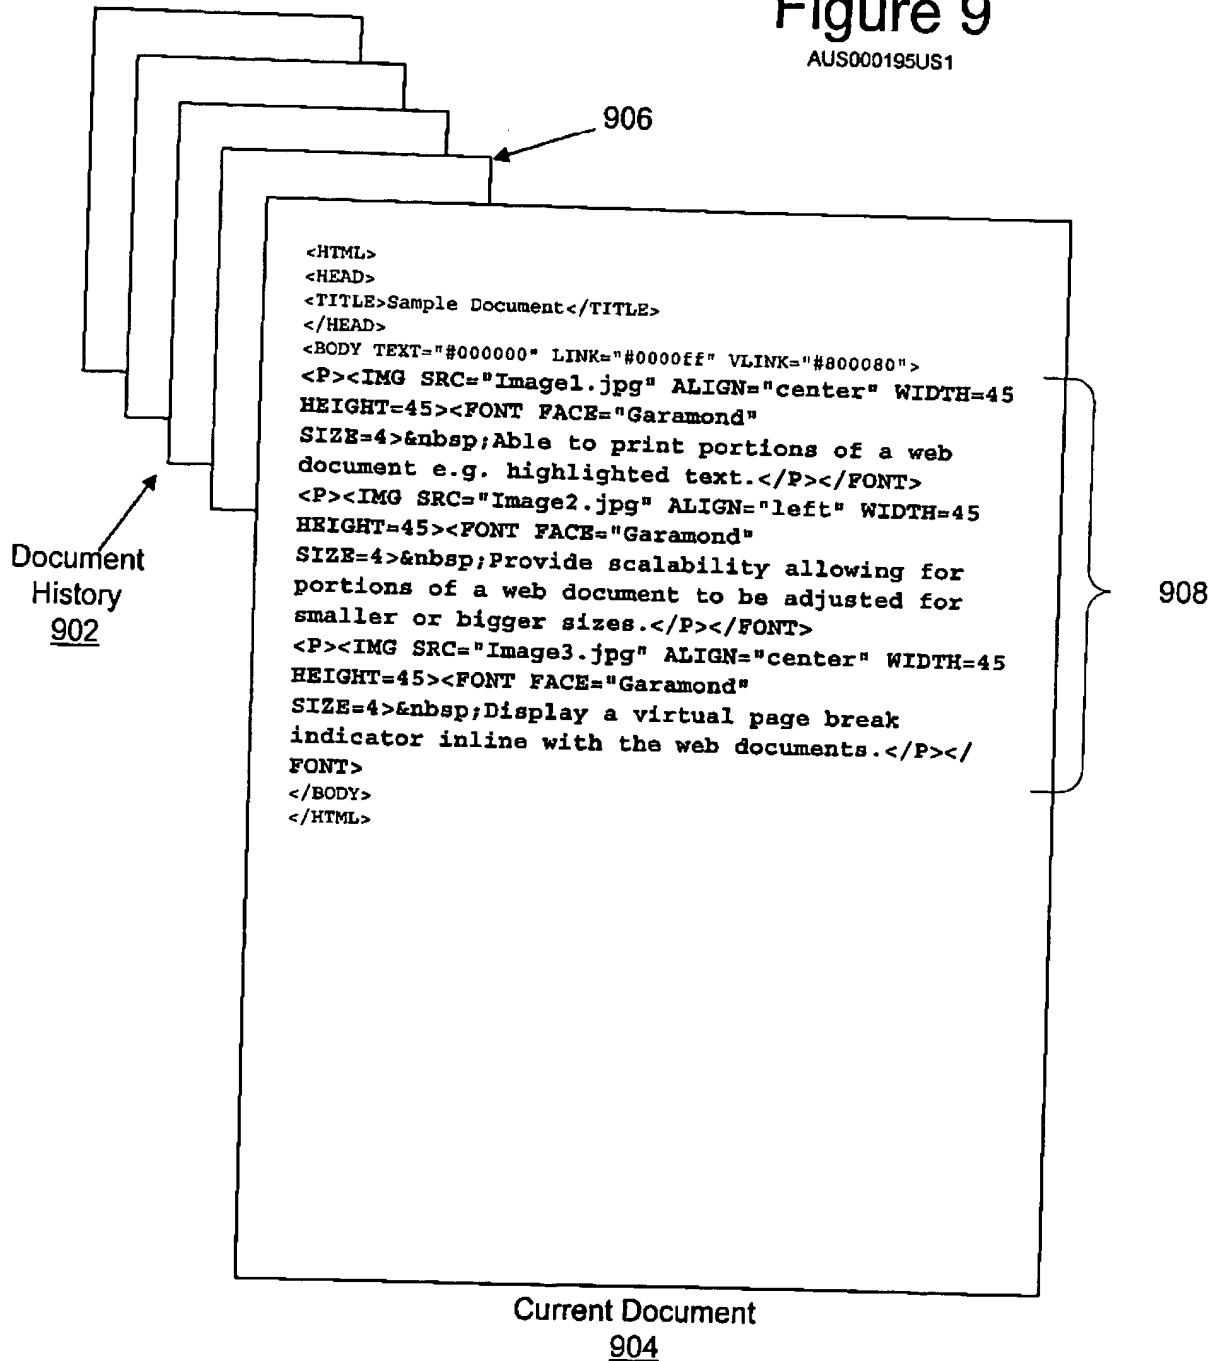 Figure 9
AUS000195US1
906
<HTML>
<HEAD>
<TITLE>Sample Document</TITLE>
</HEAD>
<BODY TEXT="#000000" LINK="#0000ff" VLINK="#800080">
<P><IMG SRC="Image1.jpg" ALIGN="center" WIDTH=45
HEIGHT=45><FONT FACE="Garamond"
SIZE=4>&nbsp;Able to print portions of a web
document e.g. highlighted text.</P></FONT>
<P><IMG SRC="Image2.jpg" ALIGN="left" WIDTH=45
HEIGHT=45><FONT FACE="Garamond"
SIZE=4>&nbsp;Provide scalability allowing for
portions of a web document to be adjusted for
smaller or bigger sizes.</P></FONT>
<P><IMG SRC="Image3.jpg" ALIGN="center" WIDTH=45
HEIGHT=45><FONT FACE="Garamond"
SIZE=4>&nbsp;Display a virtual page break
indicator inline with the web documents.</P></
FONT>
</BODY>
</HTML>
Document
History
902
908
Current Document
904